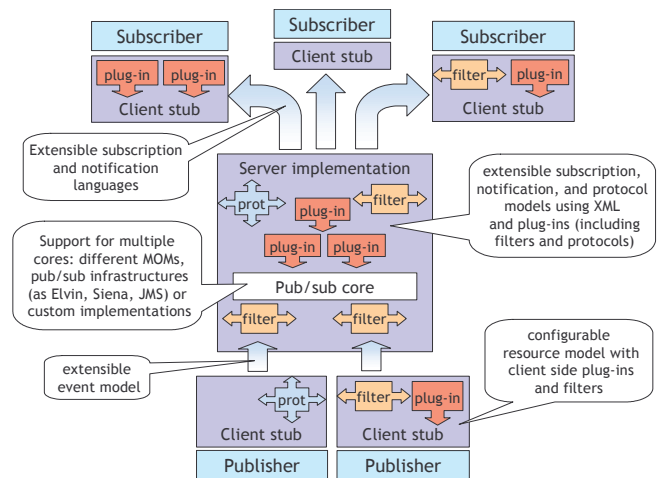 Subscriber
plug-in plug-in
Client stub
Subscriber
Client stub
Subscriber
filter plug-in
Client stub
Extensible subscription
and notification
languages
Server implementation
prot
filter
plug-in
plug-in plug-in
Pub/sub core
filter filter
extensible subscription,
notification, and protocol
models using XML
and plug-ins (including
filters and protocols)
Support for multiple
cores: different MOMs,
pub/sub infrastructures
(as Elvin, Siena, JMS) or
custom implementations
extensible
event model
configurable
resource model with
client side plug-ins
and filters
prot
Client stub
Publisher
filter plug-in
Client stub
Publisher